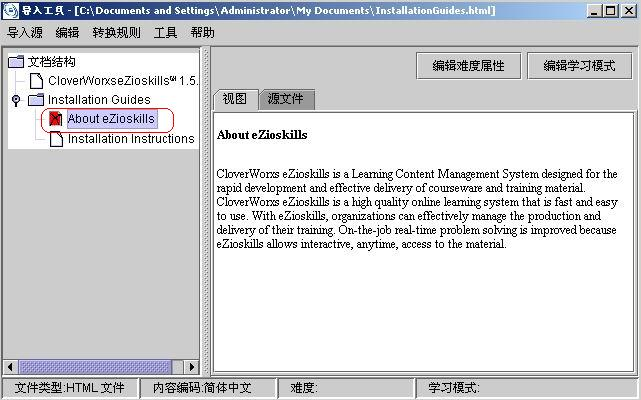 导入工具 - [C:\Documents and Settings\Administrator\My Documents\InstallationGuides.html]
导入源 编辑 转换规则 工具 帮助
文档结构
CloverWorxseZioskills℠ 1.5.
Installation Guides
About eZioskills
Installation Instructions
编辑难度属性 编辑学习模式
视图 源文件
About eZioskills
CloverWorxs eZioskills is a Learning Content Management System designed for the
rapid development and effective delivery of courseware and training material.
CloverWorxs eZioskills is a high quality online learning system that is fast and easy
to use. With eZioskills, organizations can effectively manage the production and
delivery of their training. On-the-job real-time problem solving is improved because
eZioskills allows interactive, anytime, access to the material.
文件类型:HTML 文件 内容编码:简体中文 难度: 学习模式: